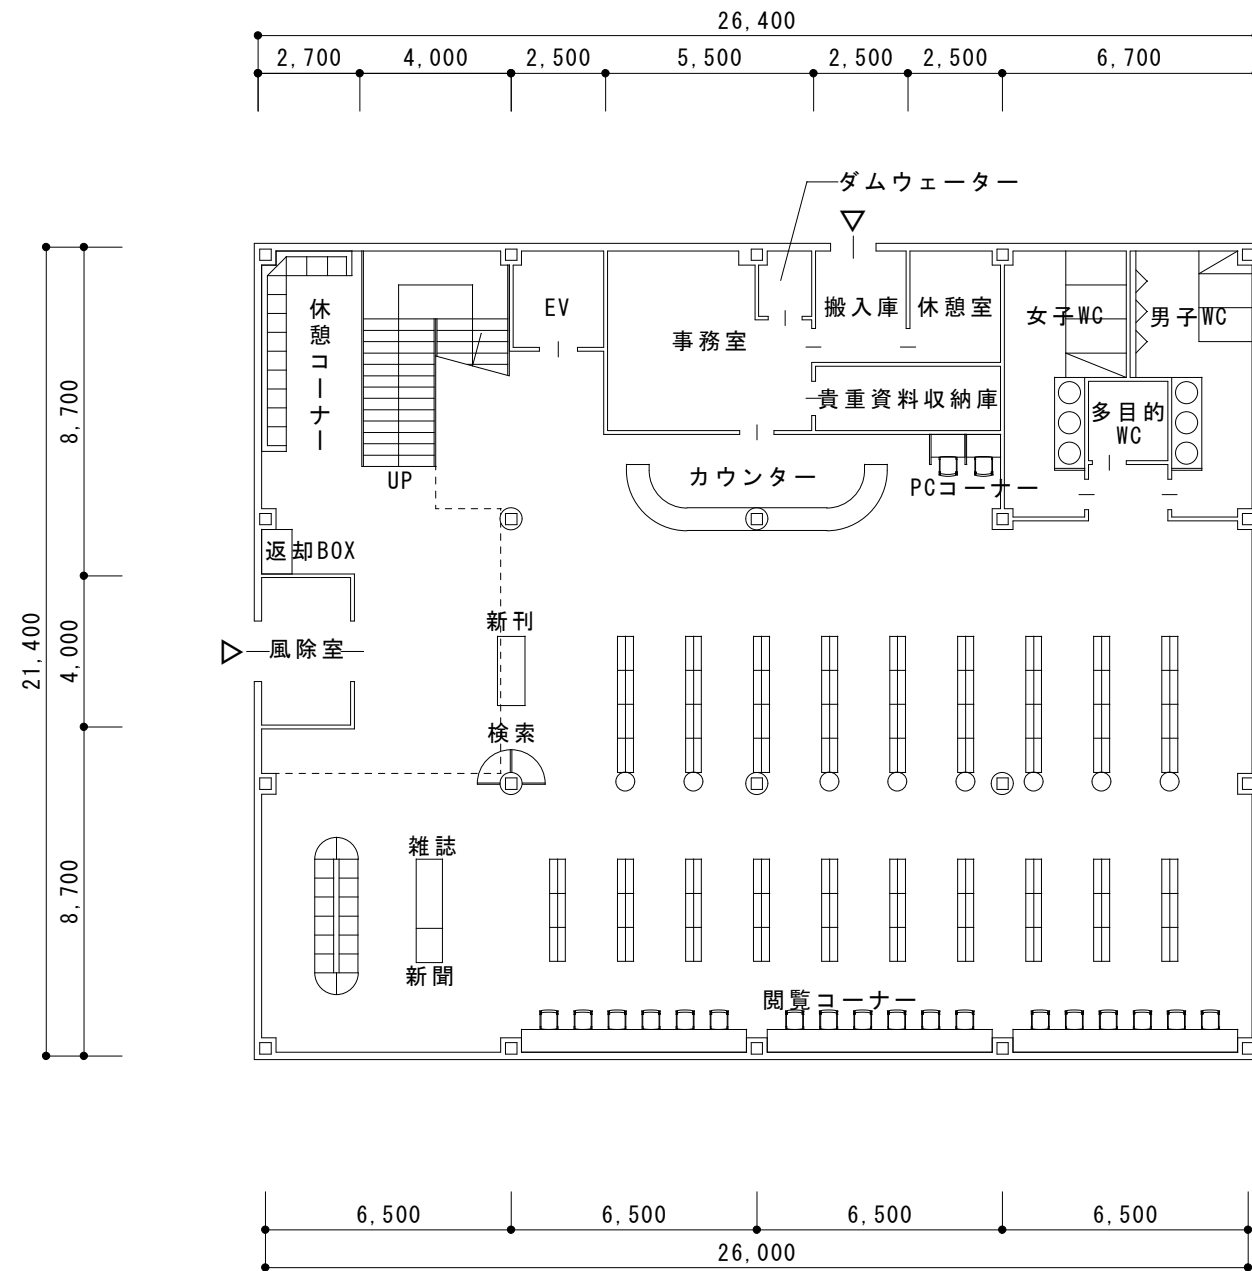 26,400
2,700
4,000
2,500
5,500
2,500
2,500
6,700
ダムウェーター
休憩コーナー
EV
事務室
搬入庫
休憩室
女子WC
男子WC
貴重資料収納庫
多目的
WC
UP
カウンター
PCコーナー
返却BOX
風除室
新刊
検索
雑誌
新聞
閲覧コーナー
8,700
4,000
8,700
21,400
6,500
6,500
6,500
6,500
26,000